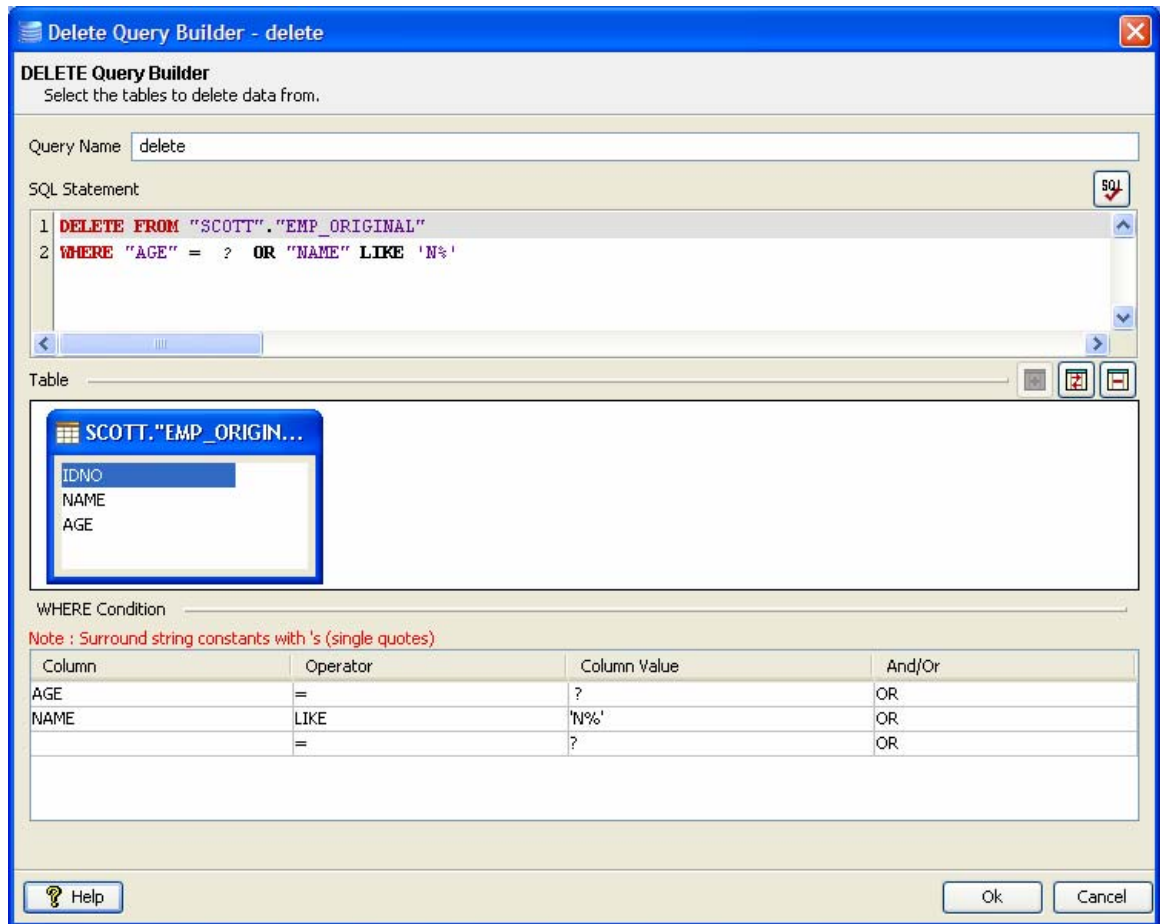 Delete Query Builder - delete
DELETE Query Builder
Select the tables to delete data from.
Query Name delete
SQL Statement
SQL
1 DELETE FROM "SCOTT"."EMP_ORIGINAL"
2 WHERE "AGE" = ? OR "NAME" LIKE 'N%'
Table
SCOTT."EMP_ORIGIN...
IDNO
NAME
AGE
WHERE Condition
Note : Surround string constants with 's (single quotes)
Column Operator Column Value And/Or
AGE = ? OR
NAME LIKE 'N%' OR
= ? OR
Help Ok Cancel